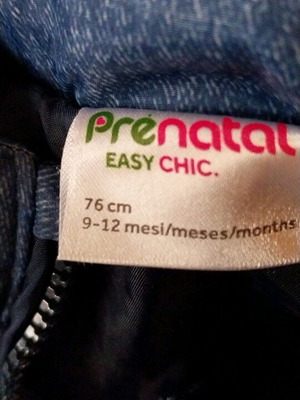 Prénatal
EASY CHIC.
76 cm
9-12 mesi/meses/months